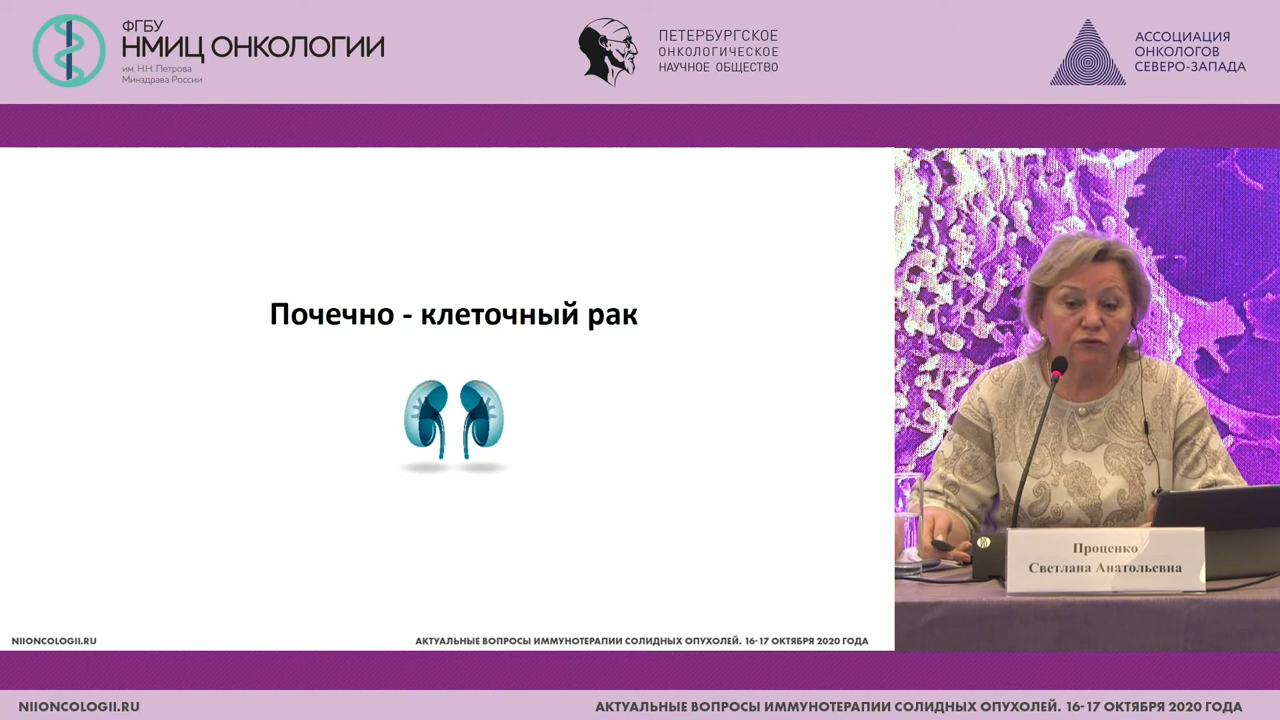 ФГБУ
НМИЦ ОНКОЛОГИИ
им. Н.Н. Петрова
Минздрава России
ПЕТЕРБУРГСКОЕ
ОНКОЛОГИЧЕСКОЕ
НАУЧНОЕ ОБЩЕСТВО
АССОЦИАЦИЯ
ОНКОЛОГОВ
СЕВЕРО-ЗАПАДА
Почечно - клеточный рак
Проценко
Светлана Анатольевна
NIIONCOLOGII.RU
АКТУАЛЬНЫЕ ВОПРОСЫ ИММУНОТЕРАПИИ СОЛИДНЫХ ОПУХОЛЕЙ. 16-17 ОКТЯБРЯ 2020 ГОДА
NIIONCOLOGII.RU
АКТУАЛЬНЫЕ ВОПРОСЫ ИММУНОТЕРАПИИ СОЛИДНЫХ ОПУХОЛЕЙ. 16-17 ОКТЯБРЯ 2020 ГОДА